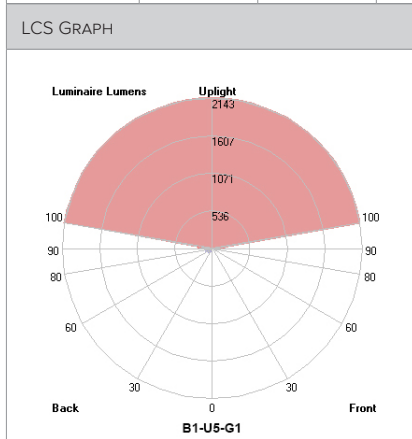 LCS GRAPH
Luminaire Lumens Uplight
2143
1607
1071
536
100 100
90 90
80 80
60 60
30 30
Back 0 Front
B1-U5-G1